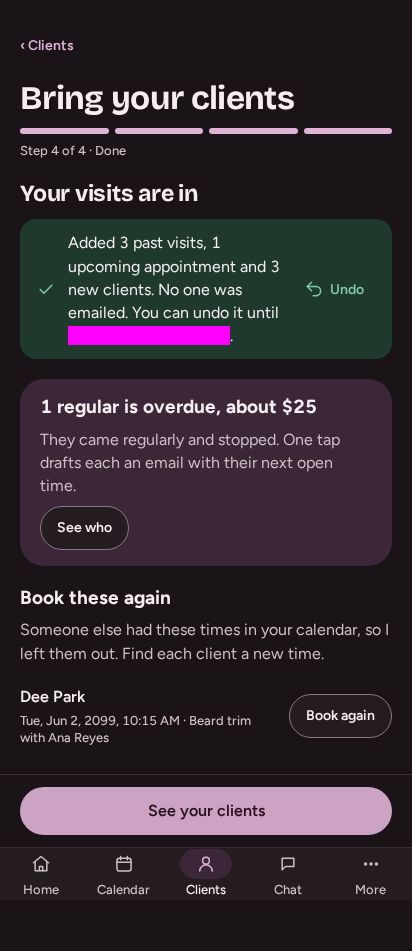 ‹ Clients
Bring your clients
Step 4 of 4 · Done
Your visits are in
Added 3 past visits, 1
upcoming appointment and 3
new clients. No one was
emailed. You can undo it until
.
Undo
1 regular is overdue, about $25
They came regularly and stopped. One tap
drafts each an email with their next open
time.
See who
Book these again
Someone else had these times in your calendar, so I
left them out. Find each client a new time.
Dee Park
Tue, Jun 2, 2099, 10:15 AM · Beard trim
with Ana Reyes
Book again
See your clients
Home
Calendar
Clients
Chat
More